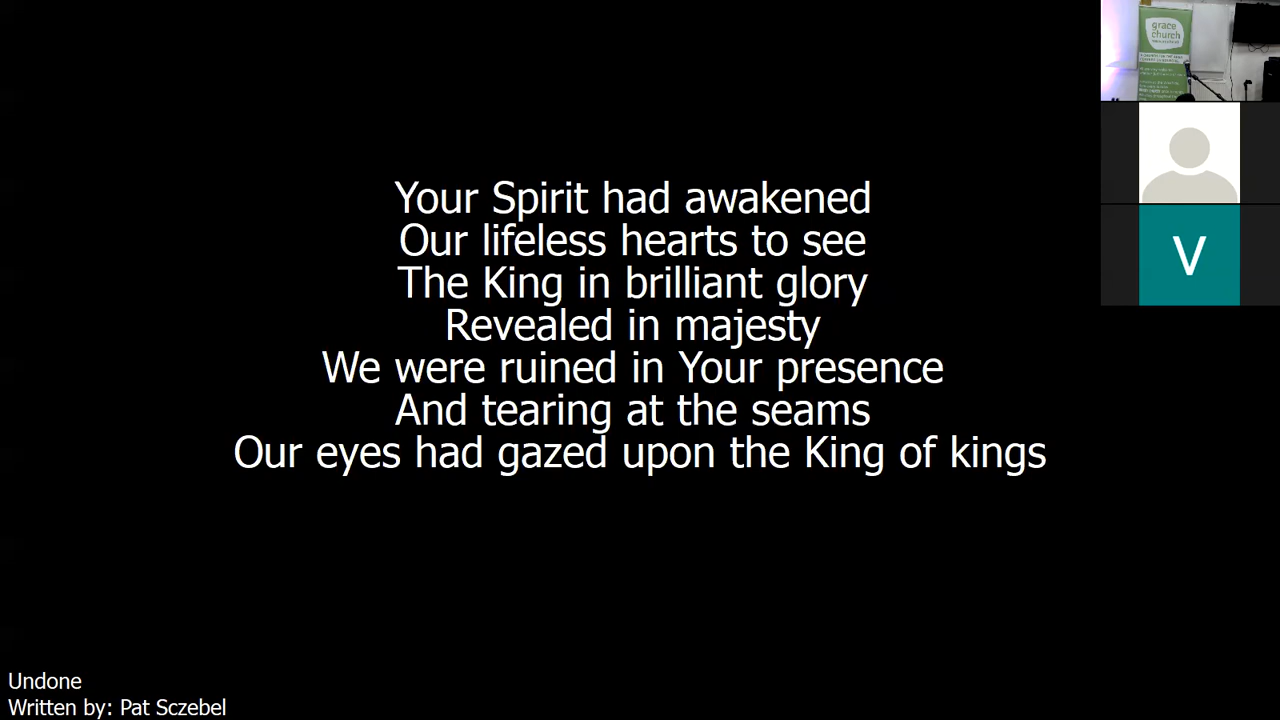 Your Spirit had awakened
Our lifeless hearts to see
The King in brilliant glory
Revealed in majesty
We were ruined in Your presence
And tearing at the seams
Our eyes had gazed upon the King of kings
Undone
Written by: Pat Sczebel
grace
church
V